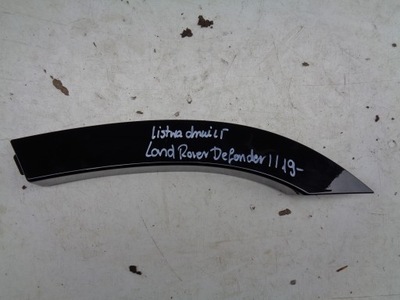 Listwa drzwi LT
Land Rover Defender II 19-